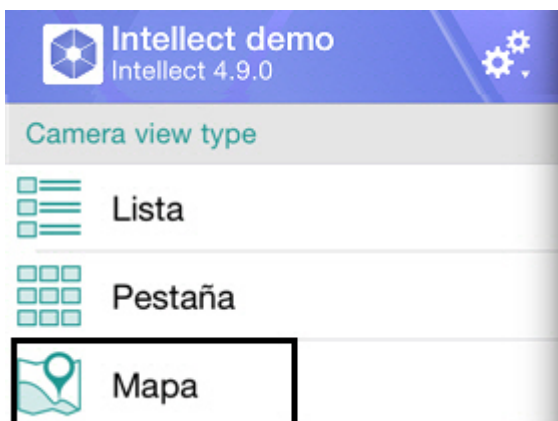 Intellect demo
Intellect 4.9.0
Camera view type
Lista
Pestaña
Mapa